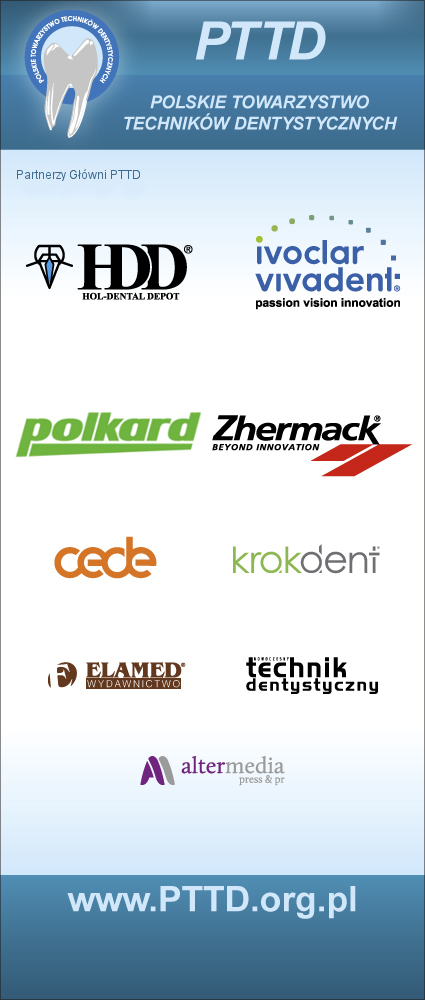 POLSKIE TOWARZYSTWO TECHNIKÓW DENTYSTYCZNYCH
PTTD
POLSKIE TOWARZYSTWO
TECHNIKÓW DENTYSTYCZNYCH
Partnerzy Główni PTTD
HDD®
HOL-DENTAL DEPOT
ivoclar
vivadent:®
passion vision innovation
polkard
Zhermack®
BEYOND INNOVATION
cede
krokdent
ELAMED®
WYDAWNICTWO
NOWOCZESNY
technik
dentystyczny
altermedia
press & pr
www.PTTD.org.pl